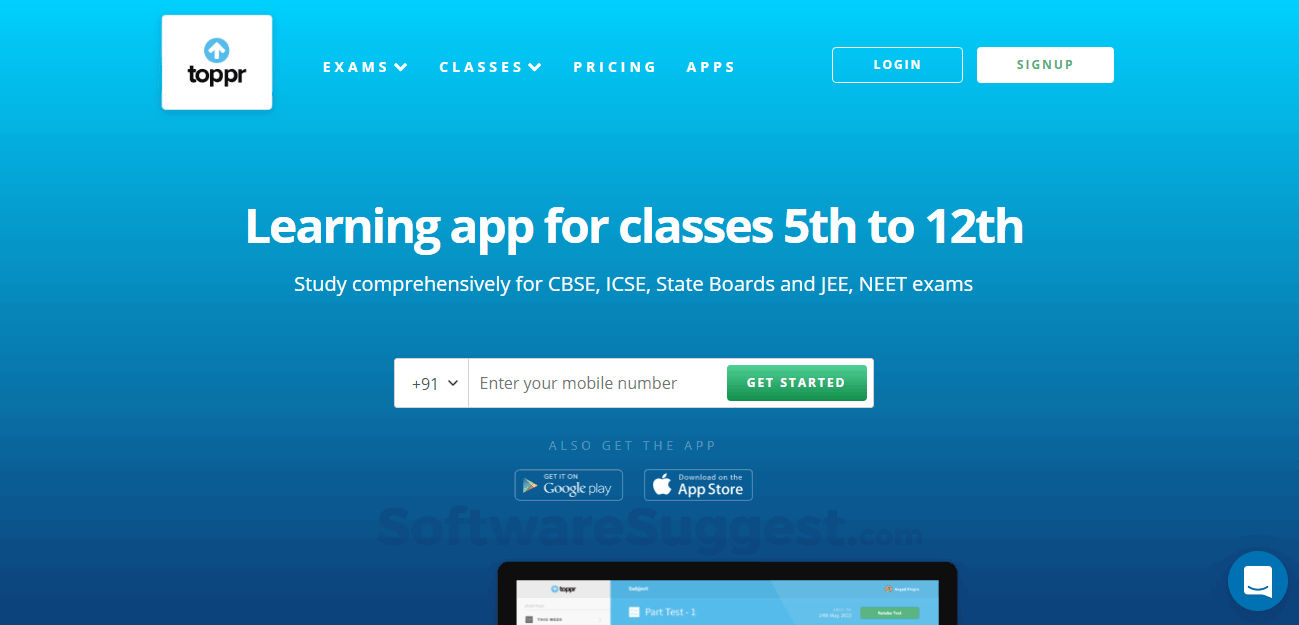 toppr
EXAMS CLASSES PRICING APPS
LOGIN
SIGNUP
Learning app for classes 5th to 12th
Study comprehensively for CBSE, ICSE, State Boards and JEE, NEET exams
+91
Enter your mobile number
GET STARTED
ALSO GET THE APP
GET IT ON
Google play
Download on the
App Store
SoftwareSuggest.com
toppr
Subject
Part Test - 1
THIS WEEK